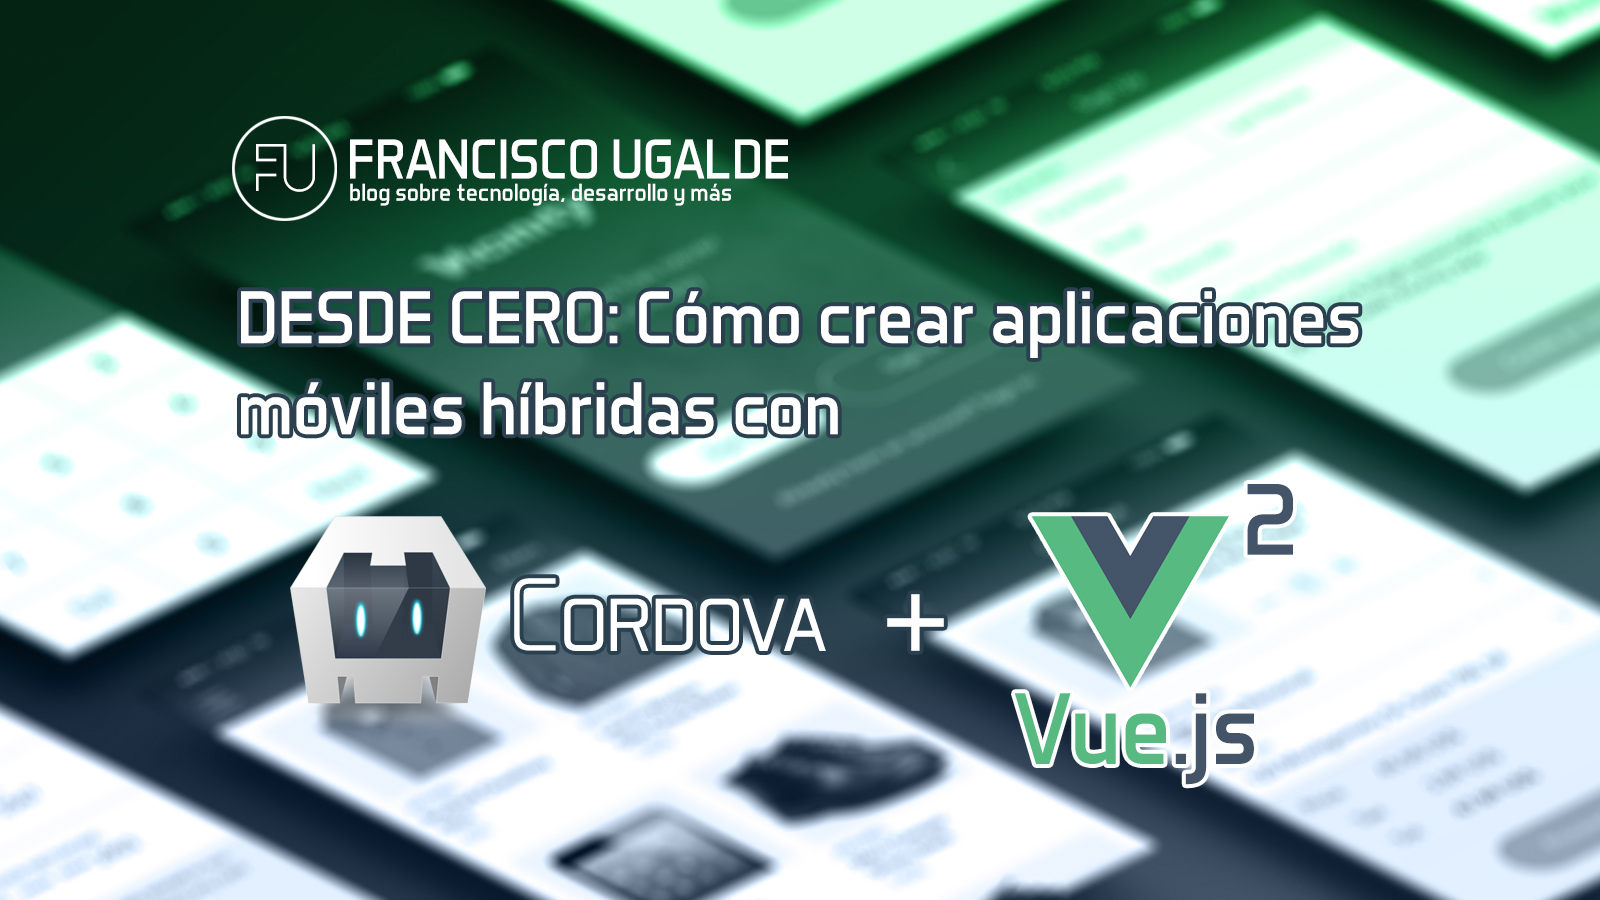 FU
FRANCISCO UGALDE
blog sobre tecnología, desarrollo y más
DESDE CERO: Cómo crear aplicaciones
móviles híbridas con
CORDOVA + 2
Vue.js